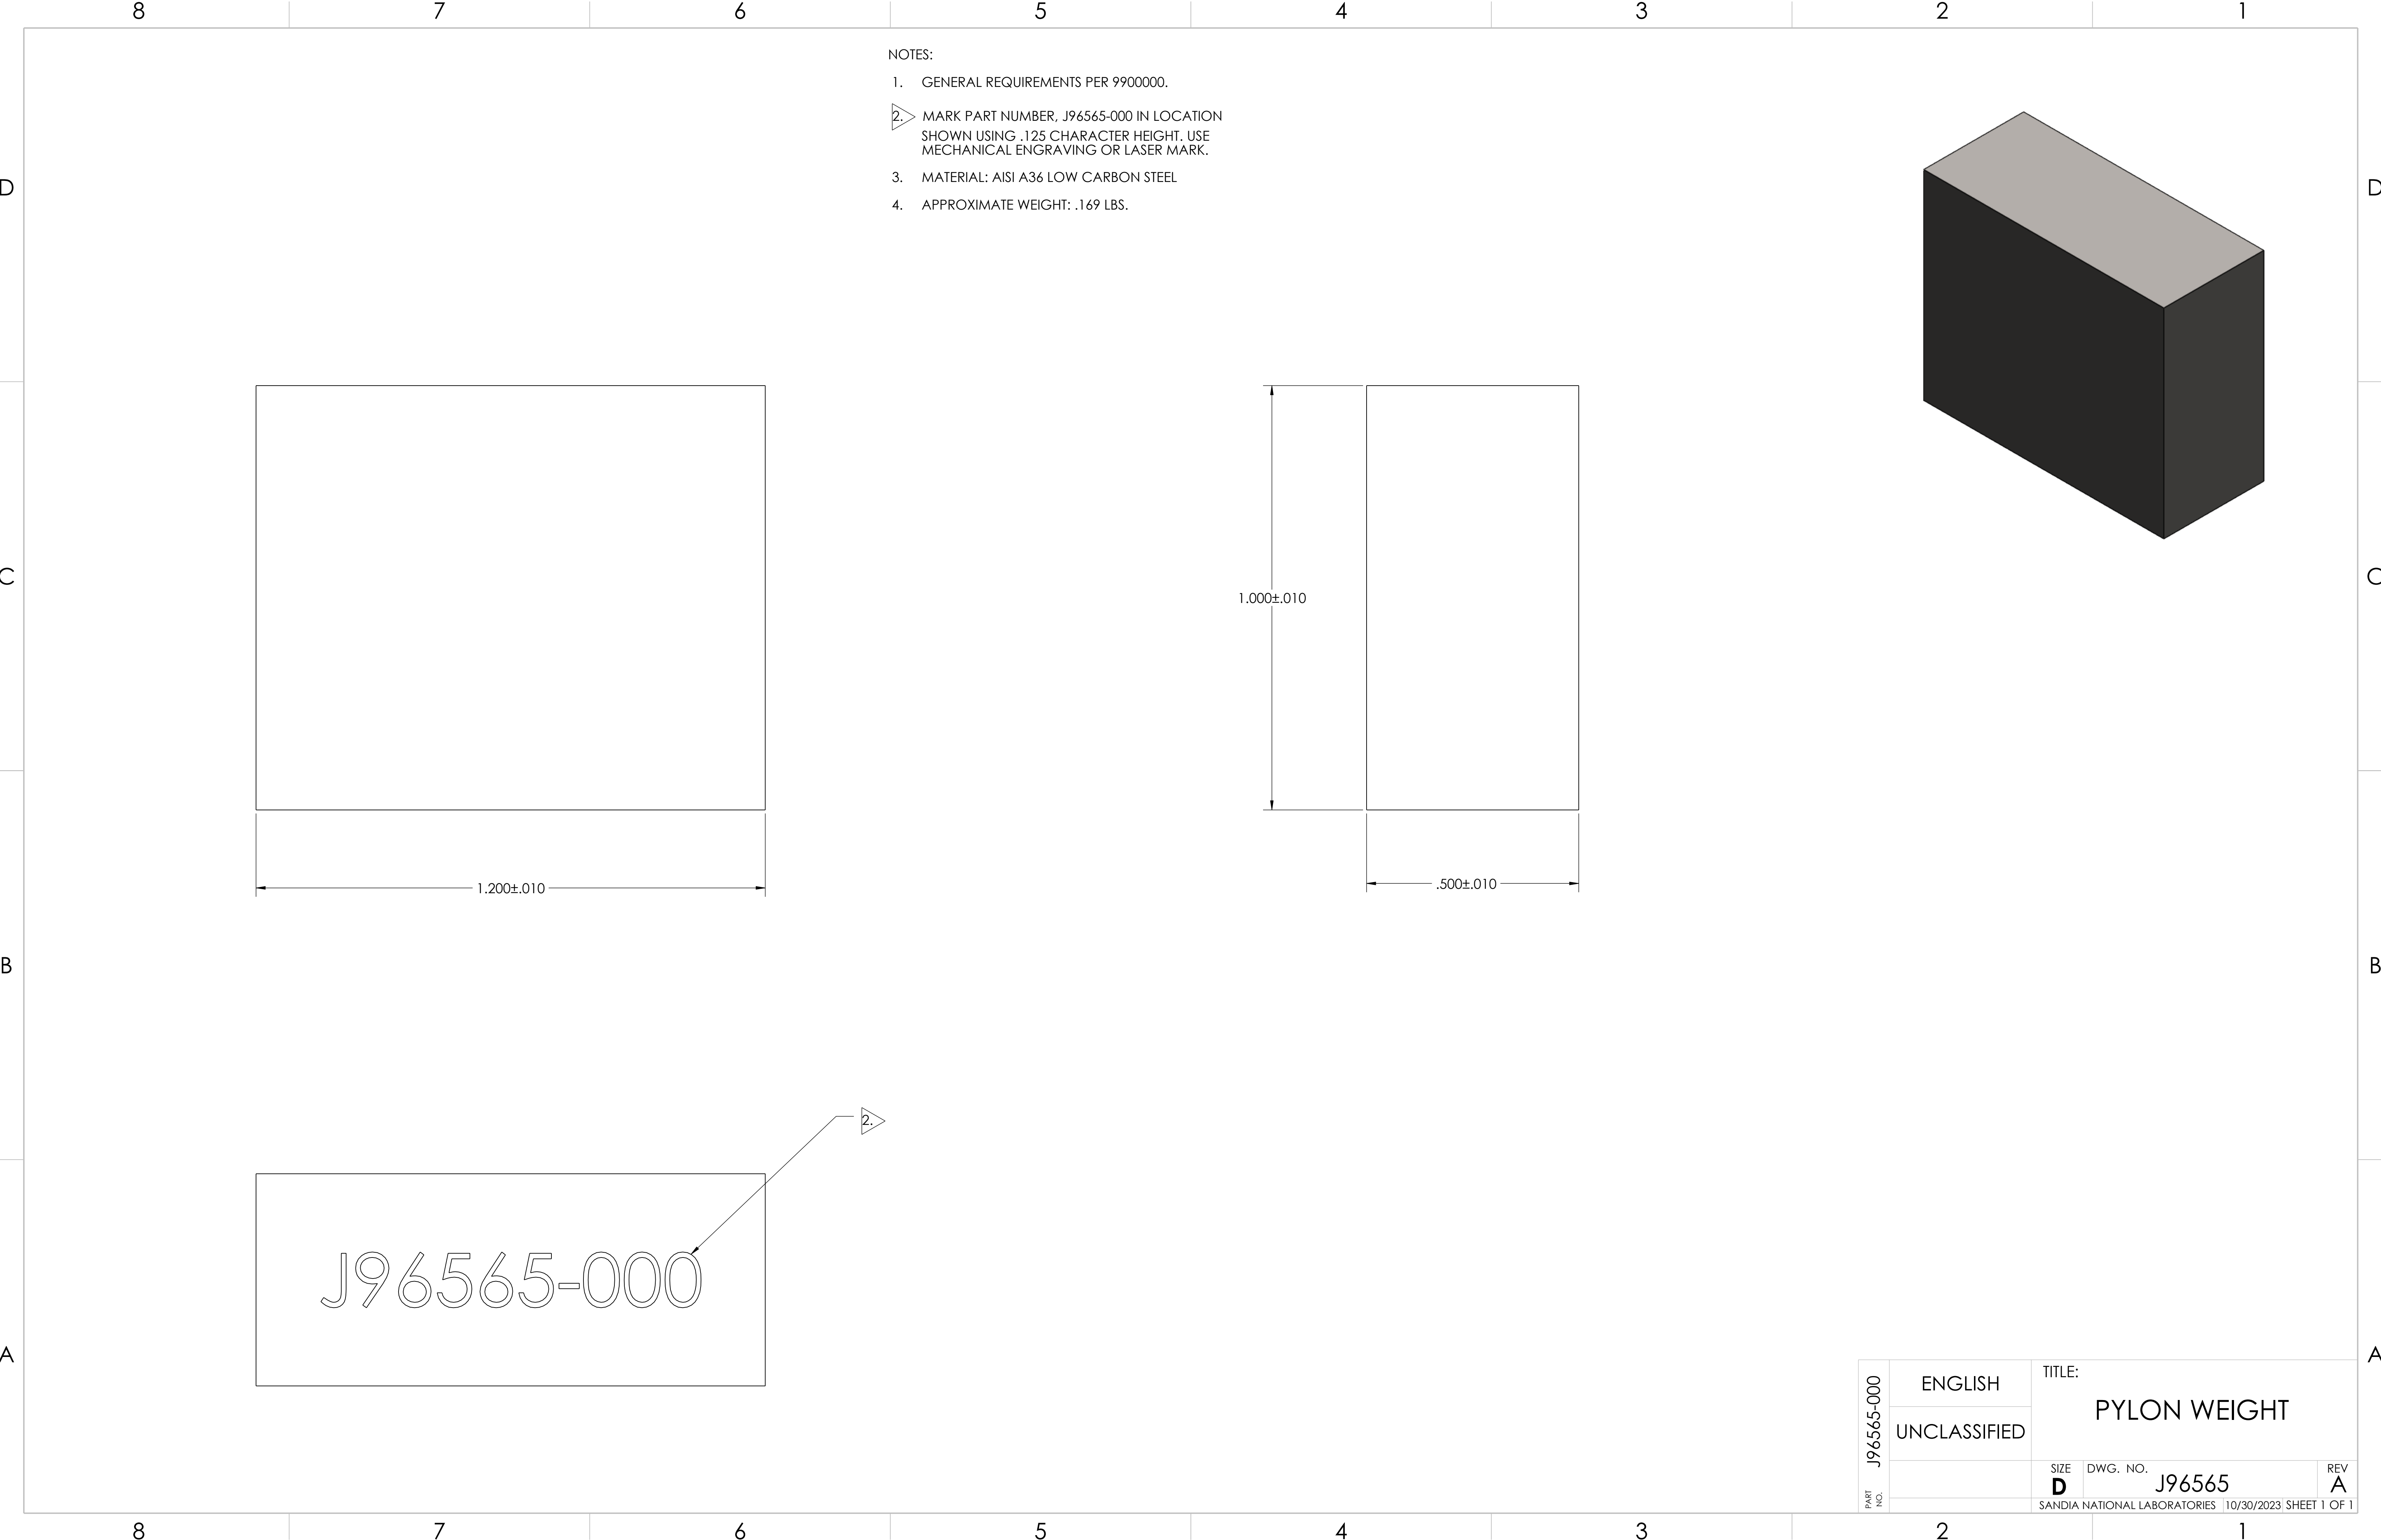 8 7 6 5 4 3 2 1
NOTES:
1. GENERAL REQUIREMENTS PER 9900000.
2. MARK PART NUMBER, J96565-000 IN LOCATION
SHOWN USING .125 CHARACTER HEIGHT. USE
MECHANICAL ENGRAVING OR LASER MARK.
3. MATERIAL: AISI A36 LOW CARBON STEEL
4. APPROXIMATE WEIGHT: .169 LBS.
D D
C C
1.000±.010
1.200±.010
.500±.010
B B
2.
J96565-000
A A
PART NO.
J96565-000
ENGLISH
UNCLASSIFIED
TITLE:
PYLON WEIGHT
SIZE
D
DWG. NO.
J96565
REV
A
SANDIA NATIONAL LABORATORIES 10/30/2023 SHEET 1 OF 1
8 7 6 5 4 3 2 1